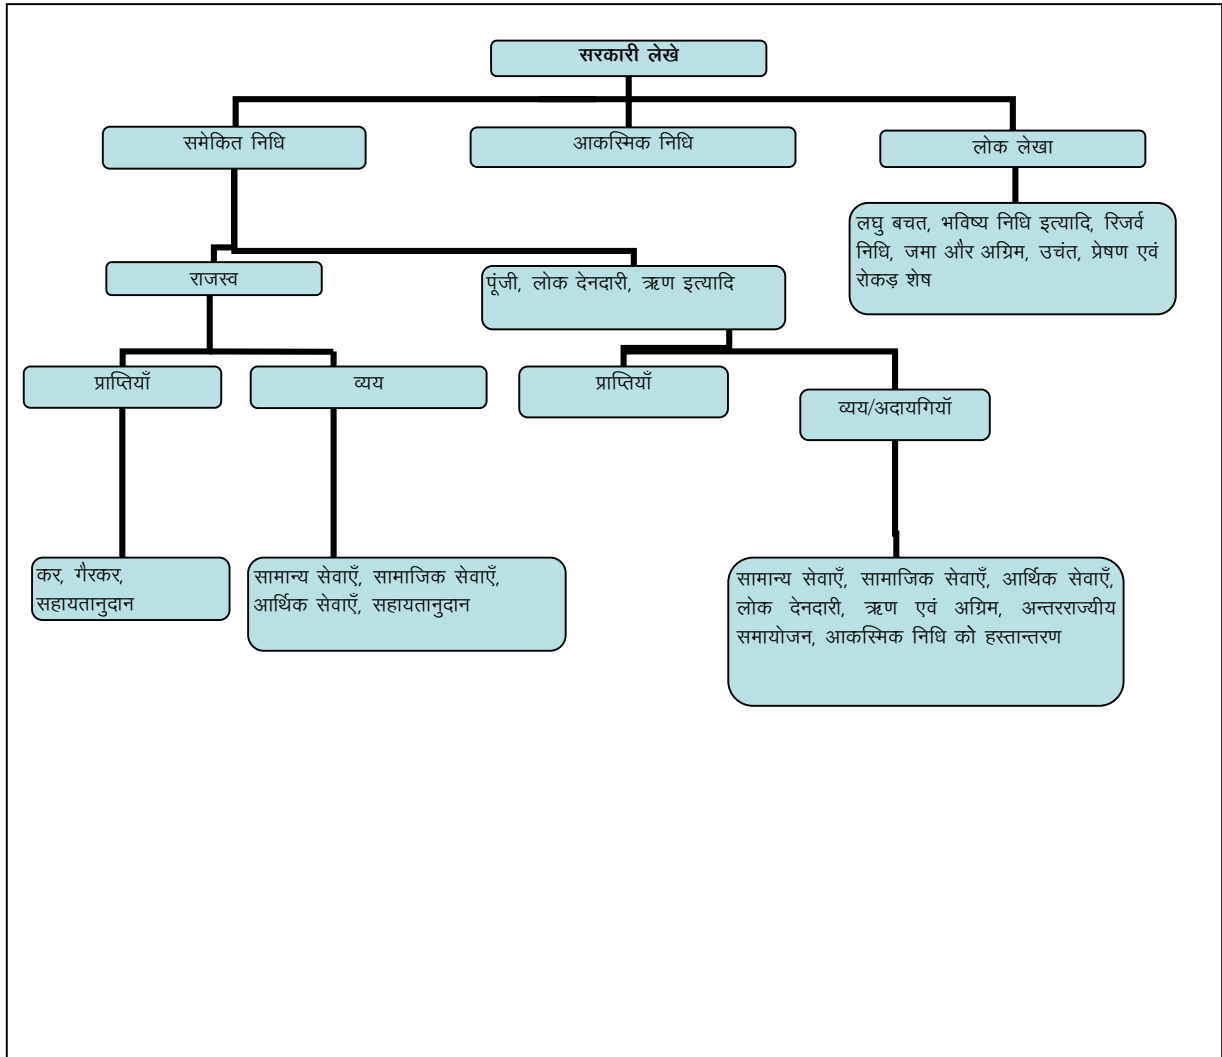 सरकारी लेखे
समेकित निधि
आकस्मिक निधि
लोक लेखा
लघु बचत, भविष्य निधि इत्यादि, रिजर्व
निधि, जमा और अग्रिम, उचंत, प्रेषण एवं
रोकड़ शेष
राजस्व
पूंजी, लोक देनदारी, ऋण इत्यादि
प्राप्तियाँ
व्यय
प्राप्तियाँ
व्यय/अदायगियॉ
कर, गैरकर,
सहायतानुदान
सामान्य सेवाएँ, सामाजिक सेवाएँ,
आर्थिक सेवाएँ, सहायतानुदान
सामान्य सेवाएँ, सामाजिक सेवाएँ, आर्थिक सेवाएँ,
लोक देनदारी, ऋण एवं अग्रिम, अन्तरराज्यीय
समायोजन, आकस्मिक निधि को हस्तान्तरण